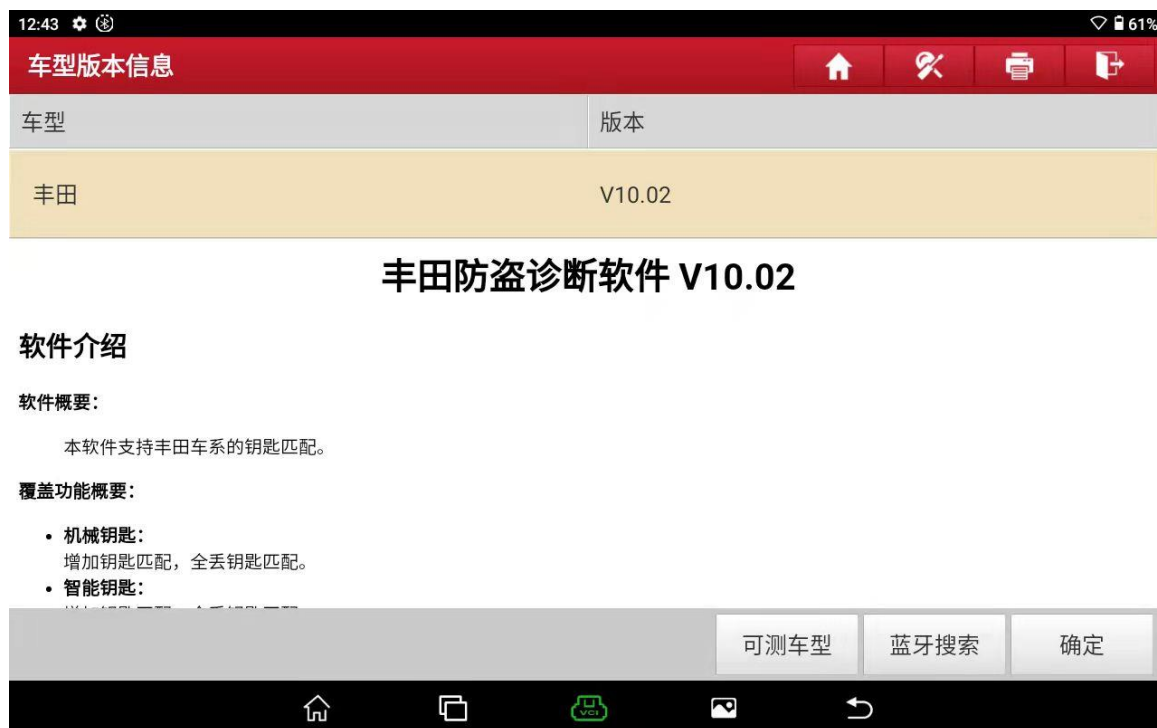 12:43
61%
车型版本信息
车型 版本
丰田 V10.02
丰田防盗诊断软件 V10.02
软件介绍
软件概要：
本软件支持丰田车系的钥匙匹配。
覆盖功能概要：
• 机械钥匙：
增加钥匙匹配，全丢钥匙匹配。
• 智能钥匙：
可测车型 蓝牙搜索 确定
VCI